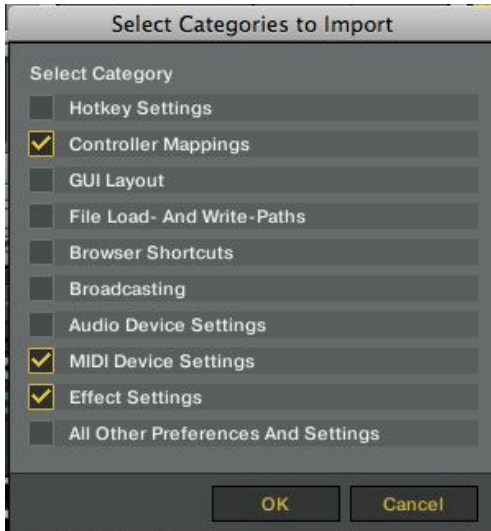 Select Categories to Import
Select Category
Hotkey Settings
Controller Mappings
GUI Layout
File Load- And Write-Paths
Browser Shortcuts
Broadcasting
Audio Device Settings
MIDI Device Settings
Effect Settings
All Other Preferences And Settings
OK Cancel